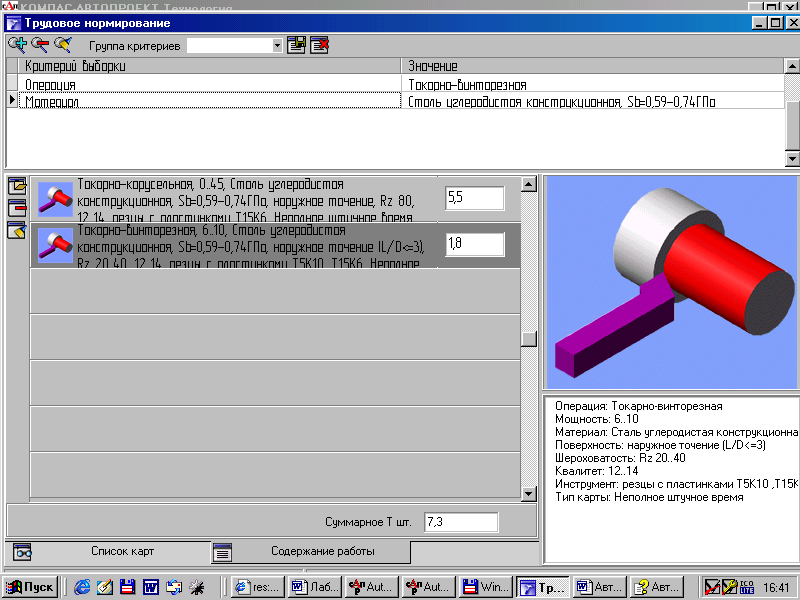 КОМПАС-АВТОПРОЕКТ Технология
Трудовое нормирование
Группа критериев
Критерий выборки Значение
Операция Токарно-винторезная
Материал Сталь углеродистая конструкционная, Sb=0,59-0,74ГПа
Токарно-карусельная, 0..45, Сталь углеродистая
конструкционная, Sb=0,59-0,74ГПа, наружное точение, Rz 80,
12..14, резцы с пластинками Т15К6, Неполное штучное время
5,5
Токарно-винторезная, 6..10, Сталь углеродистая
конструкционная, Sb=0,59-0,74ГПа, наружное точение (L/D<=3),
Rz 20..40, 12..14, резцы с пластинками Т5К10 ,Т15К6, Неполное
1,8
Операция: Токарно-винторезная
Мощность: 6..10
Материал: Сталь углеродистая конструкционна
Поверхность: наружное точение (L/D<=3)
Шероховатость: Rz 20..40
Квалитет: 12..14
Инструмент: резцы с пластинками Т5К10 ,Т15К
Тип карты: Неполное штучное время
Суммарное Т шт. 7,3
Список карт Содержание работы
Пуск res:... Лаб... Aut... Aut... Win... Тр... Авт... Авт... 16:41